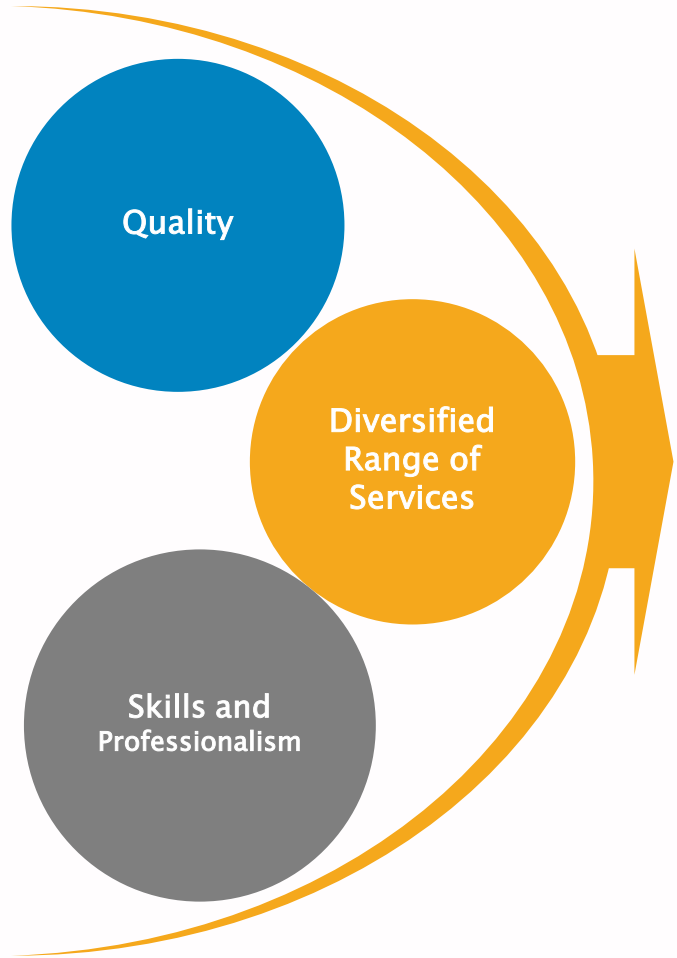 Quality
Diversified
Range of
Services
Skills and
Professionalism